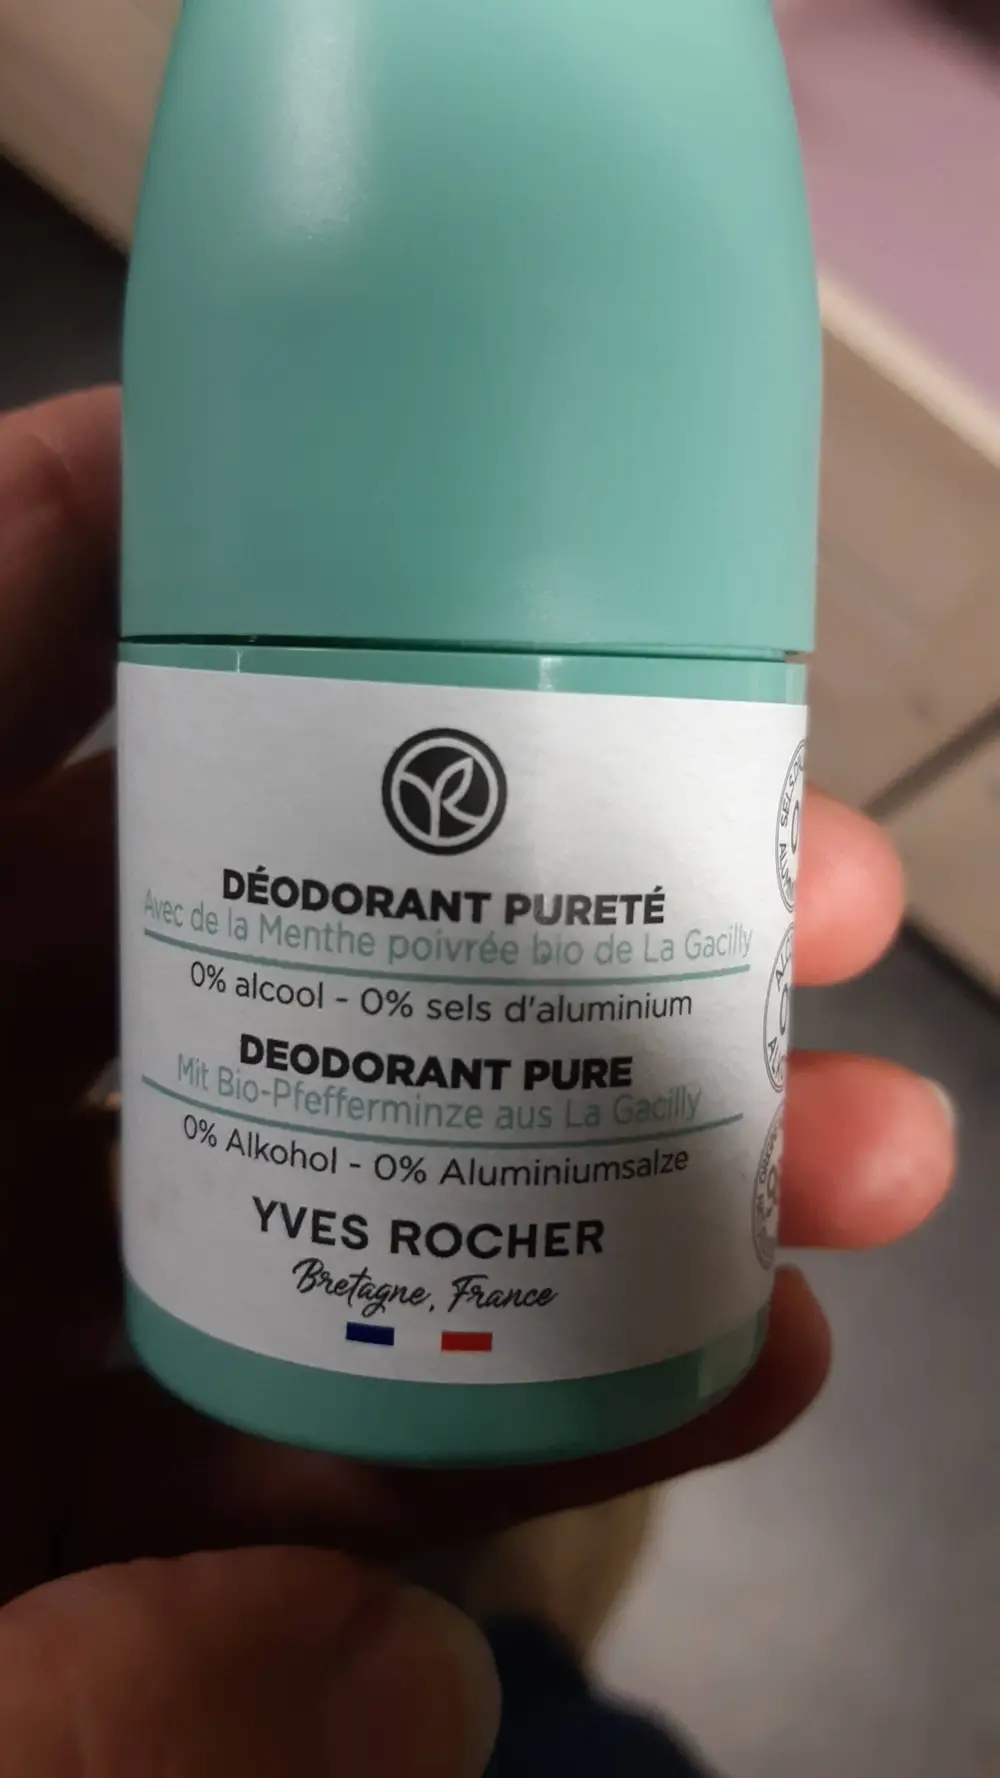 DÉODORANT PURETÉ
Avec de la Menthe poivrée bio de La Gacilly
0% alcool - 0% sels d'aluminium
DEODORANT PURE
Mit Bio-Pfefferminze aus La Gacilly
0% Alkohol - 0% Aluminiumsalze
YVES ROCHER
Bretagne, France